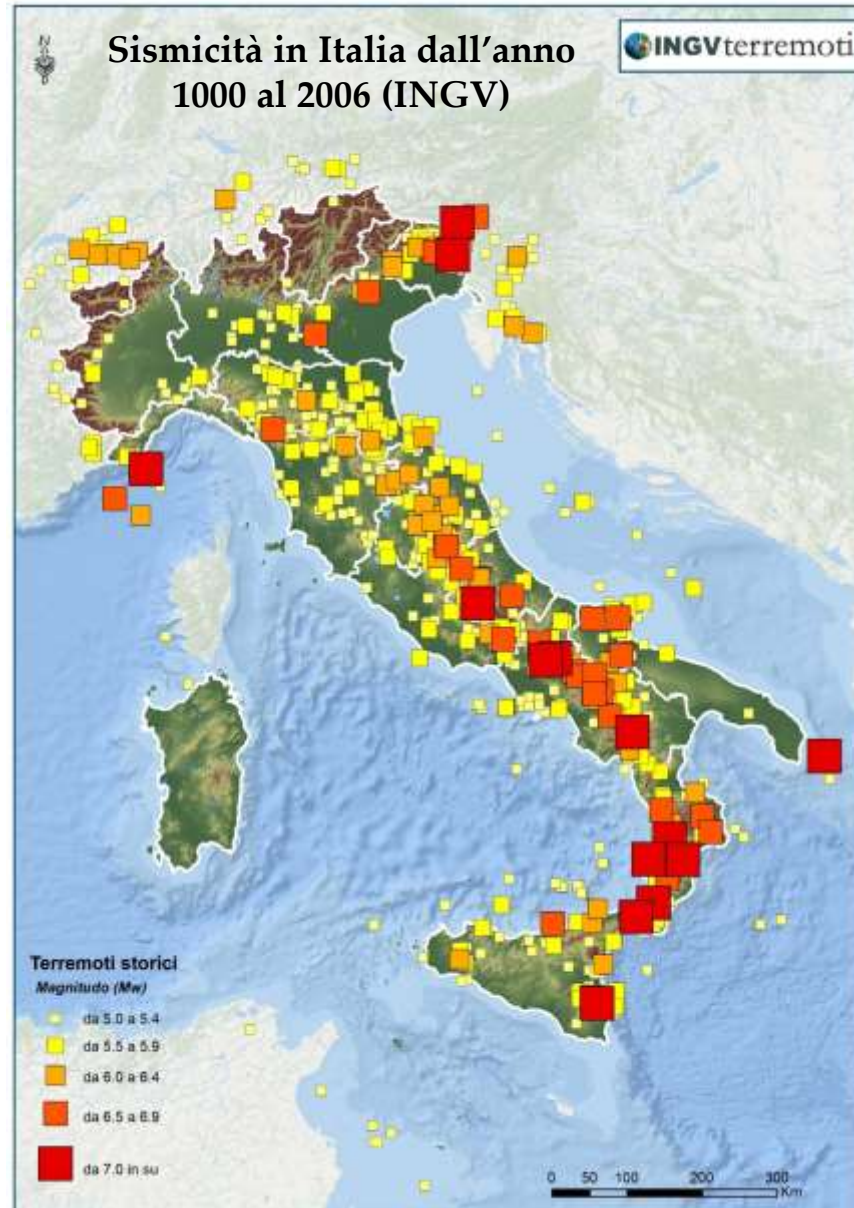 N
Sismicità in Italia dall’anno
1000 al 2006 (INGV)
INGVterremoti
Terremoti storici
Magnitudo (Mw)
da 5.0 a 5.4
da 5.5 a 5.9
da 6.0 a 6.4
da 6.5 a 6.9
da 7.0 in su
0 50 100 200 300
Km